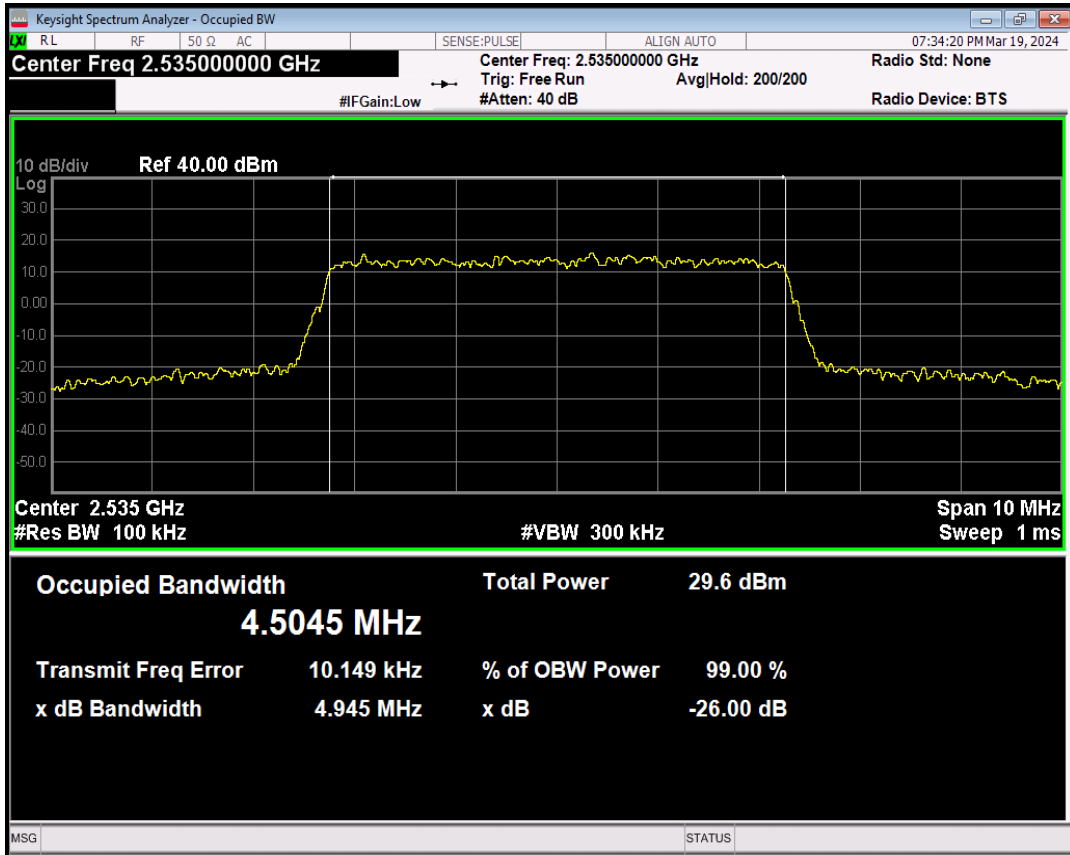 Keysight Spectrum Analyzer - Occupied BW
LXI RL RF 50 Ω AC SENSE:PULSE ALIGN AUTO 07:34:20 PM Mar 19, 2024
Center Freq 2.535000000 GHz
Center Freq: 2.535000000 GHz
Radio Std: None
Trig: Free Run Avg|Hold: 200/200
#IFGain:Low
#Atten: 40 dB
Radio Device: BTS
10 dB/div Ref 40.00 dBm
Log
30.0
20.0
10.0
0.00
-10.0
-20.0
-30.0
-40.0
-50.0
Center 2.535 GHz Span 10 MHz
#Res BW 100 kHz #VBW 300 kHz Sweep 1 ms
Occupied Bandwidth Total Power 29.6 dBm
4.5045 MHz
Transmit Freq Error 10.149 kHz % of OBW Power 99.00 %
x dB Bandwidth 4.945 MHz x dB -26.00 dB
MSG STATUS